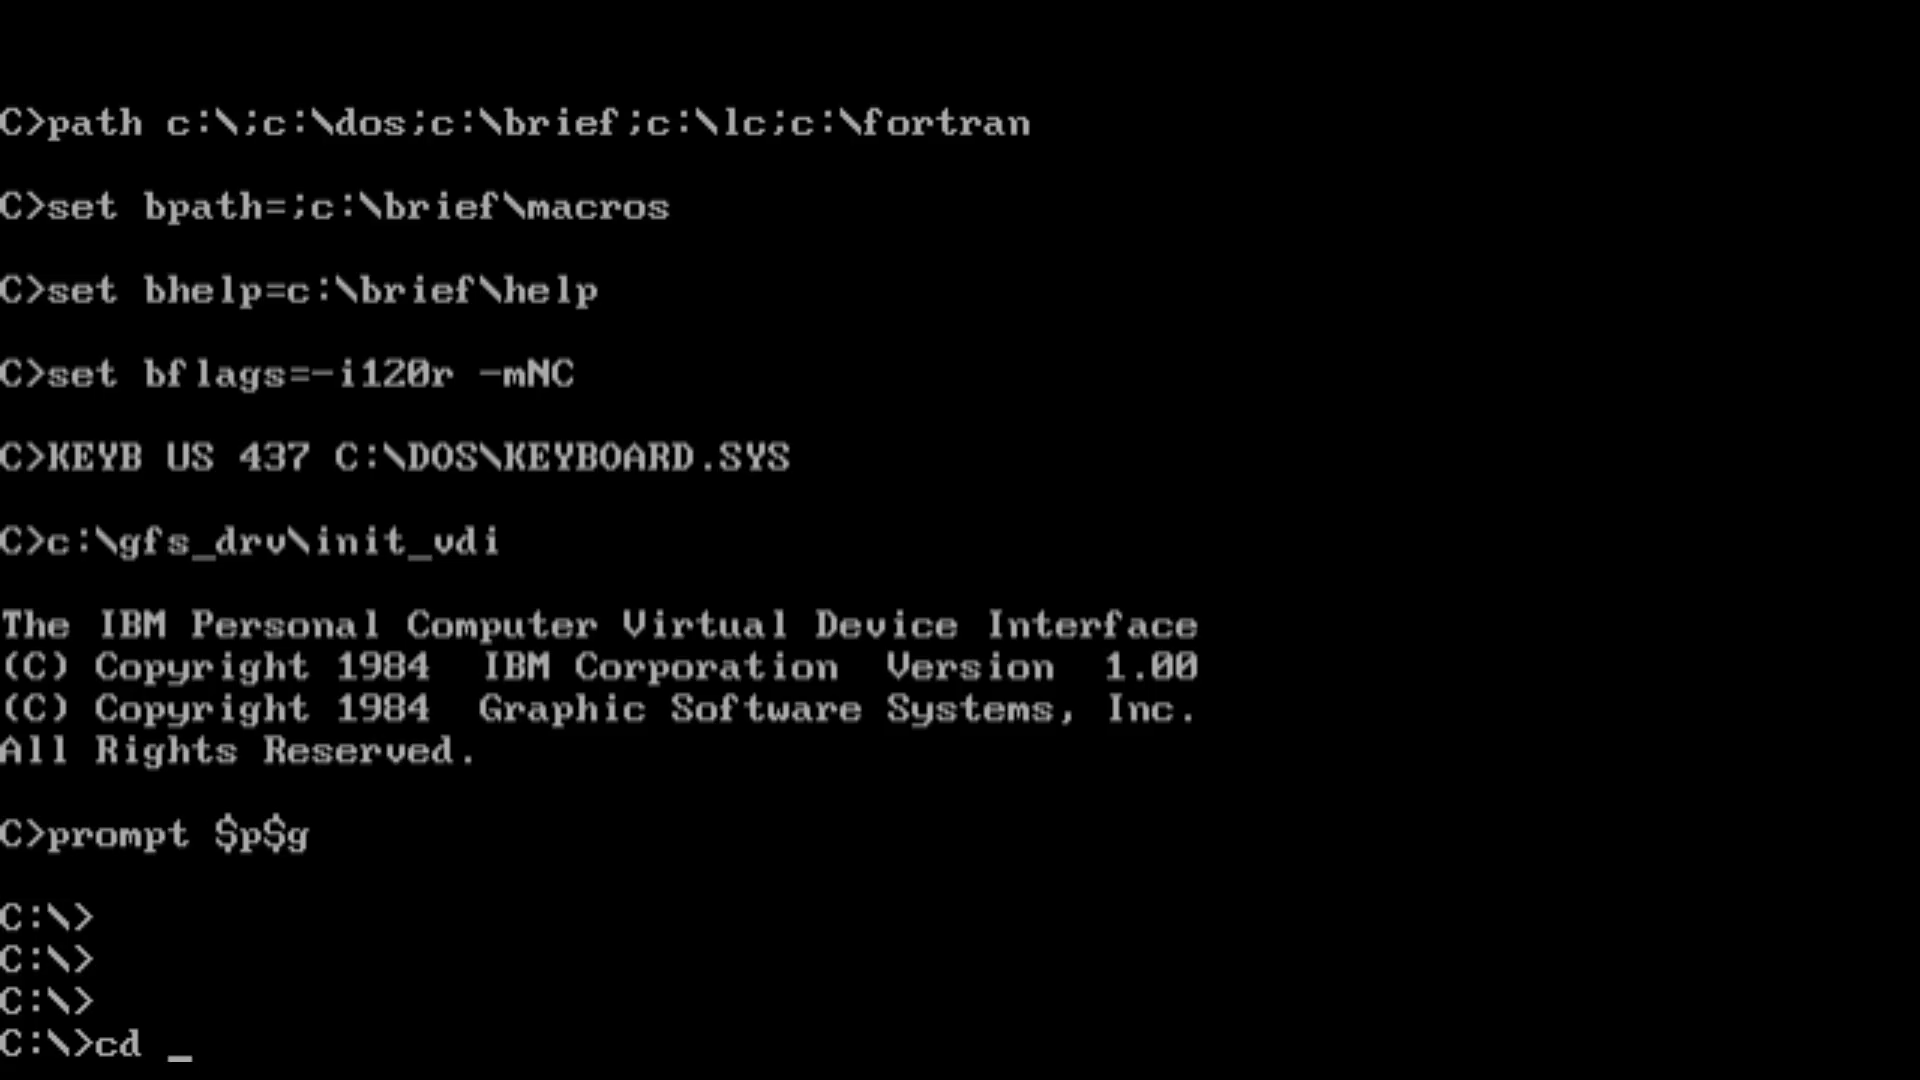 C>path c:\;c:\dos;c:\brief;c:\lc;c:\fortran
C>set bpath=;c:\brief\macros
C>set bhelp=c:\brief\help
C>set bflags=-i120r -mNC
C>KEYB US 437 C:\DOS\KEYBOARD.SYS
C>c:\gfs_drv\init_vdi
The IBM Personal Computer Virtual Device Interface
(C) Copyright 1984  IBM Corporation  Version  1.00
(C) Copyright 1984  Graphic Software Systems, Inc.
All Rights Reserved.
C>prompt $p$g
C:\>
C:\>
C:\>
C:\>cd _